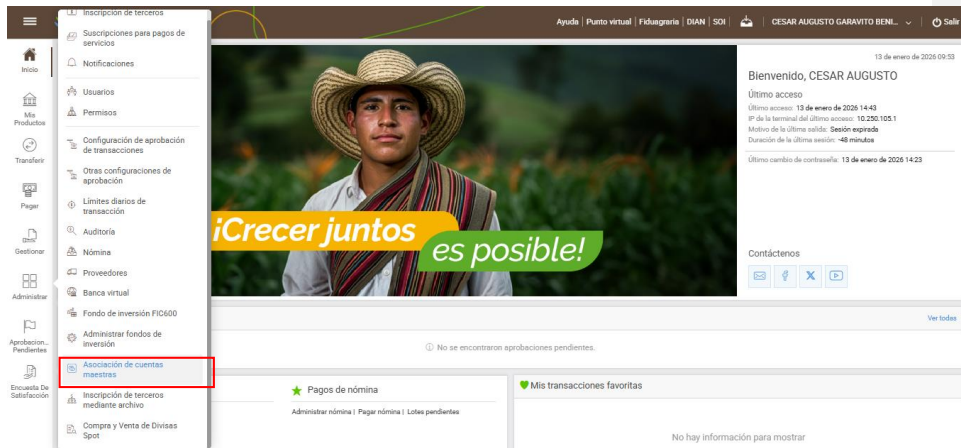 Ayuda | Punto virtual | Fiduagraria | DIAN | SOI |
CESAR AUGUSTO GARAVITO BENI...
Salir
Inicio
Mis
Productos
Transferir
Pagar
Gestionar
Administrar
Aprobacion...
Pendientes
Encuesta De
Satisfacción
Inscripción de terceros
Suscripciones para pagos de
servicios
Notificaciones
Usuarios
Permisos
Configuración de aprobación
de transacciones
Otras configuraciones de
aprobación
Límites diarios de
transacción
Auditoría
Nómina
Proveedores
Banca virtual
Fondo de inversión FIC600
Administrar fondos de
inversión
Asociación de cuentas
maestras
Inscripción de terceros
mediante archivo
Compra y Venta de Divisas
Spot
¡Crecer juntos
es posible!
13 de enero de 2026 09:53
Bienvenido, CESAR AUGUSTO
Último acceso
Último acceso: 13 de enero de 2026 14:43
IP de la terminal del último acceso: 10.250.105.1
Motivo de la última salida: Sesión expirada
Duración de la última sesión: -48 minutos
Último cambio de contraseña: 13 de enero de 2026 14:23
Contáctenos
Ver todas
No se encontraron aprobaciones pendientes.
Pagos de nómina
Administrar nómina | Pagar nómina | Lotes pendientes
Mis transacciones favoritas
No hay información para mostrar